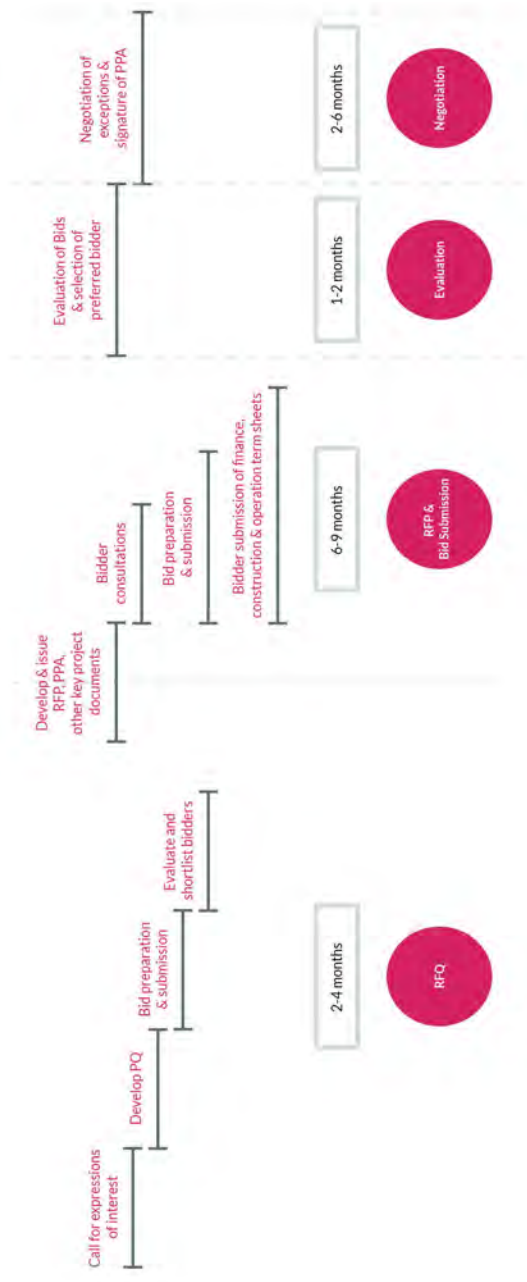 Call for expressions
of interest
Develop PQ
Bid preparation
& submission
Evaluate and
shortlist bidders
2-4 months
RFQ
Develop & issue
RFP, PPA,
other key project
documents
Bidder
consultations
Bid preparation
& submission
Bidder submission of finance,
construction & operation term sheets
6-9 months
RFP &
Bid Submission
Evaluation of Bids
& selection of
preferred bidder
1-2 months
Evaluation
Negotiation of
exceptions &
signature of PPA
2-6 months
Negotiation